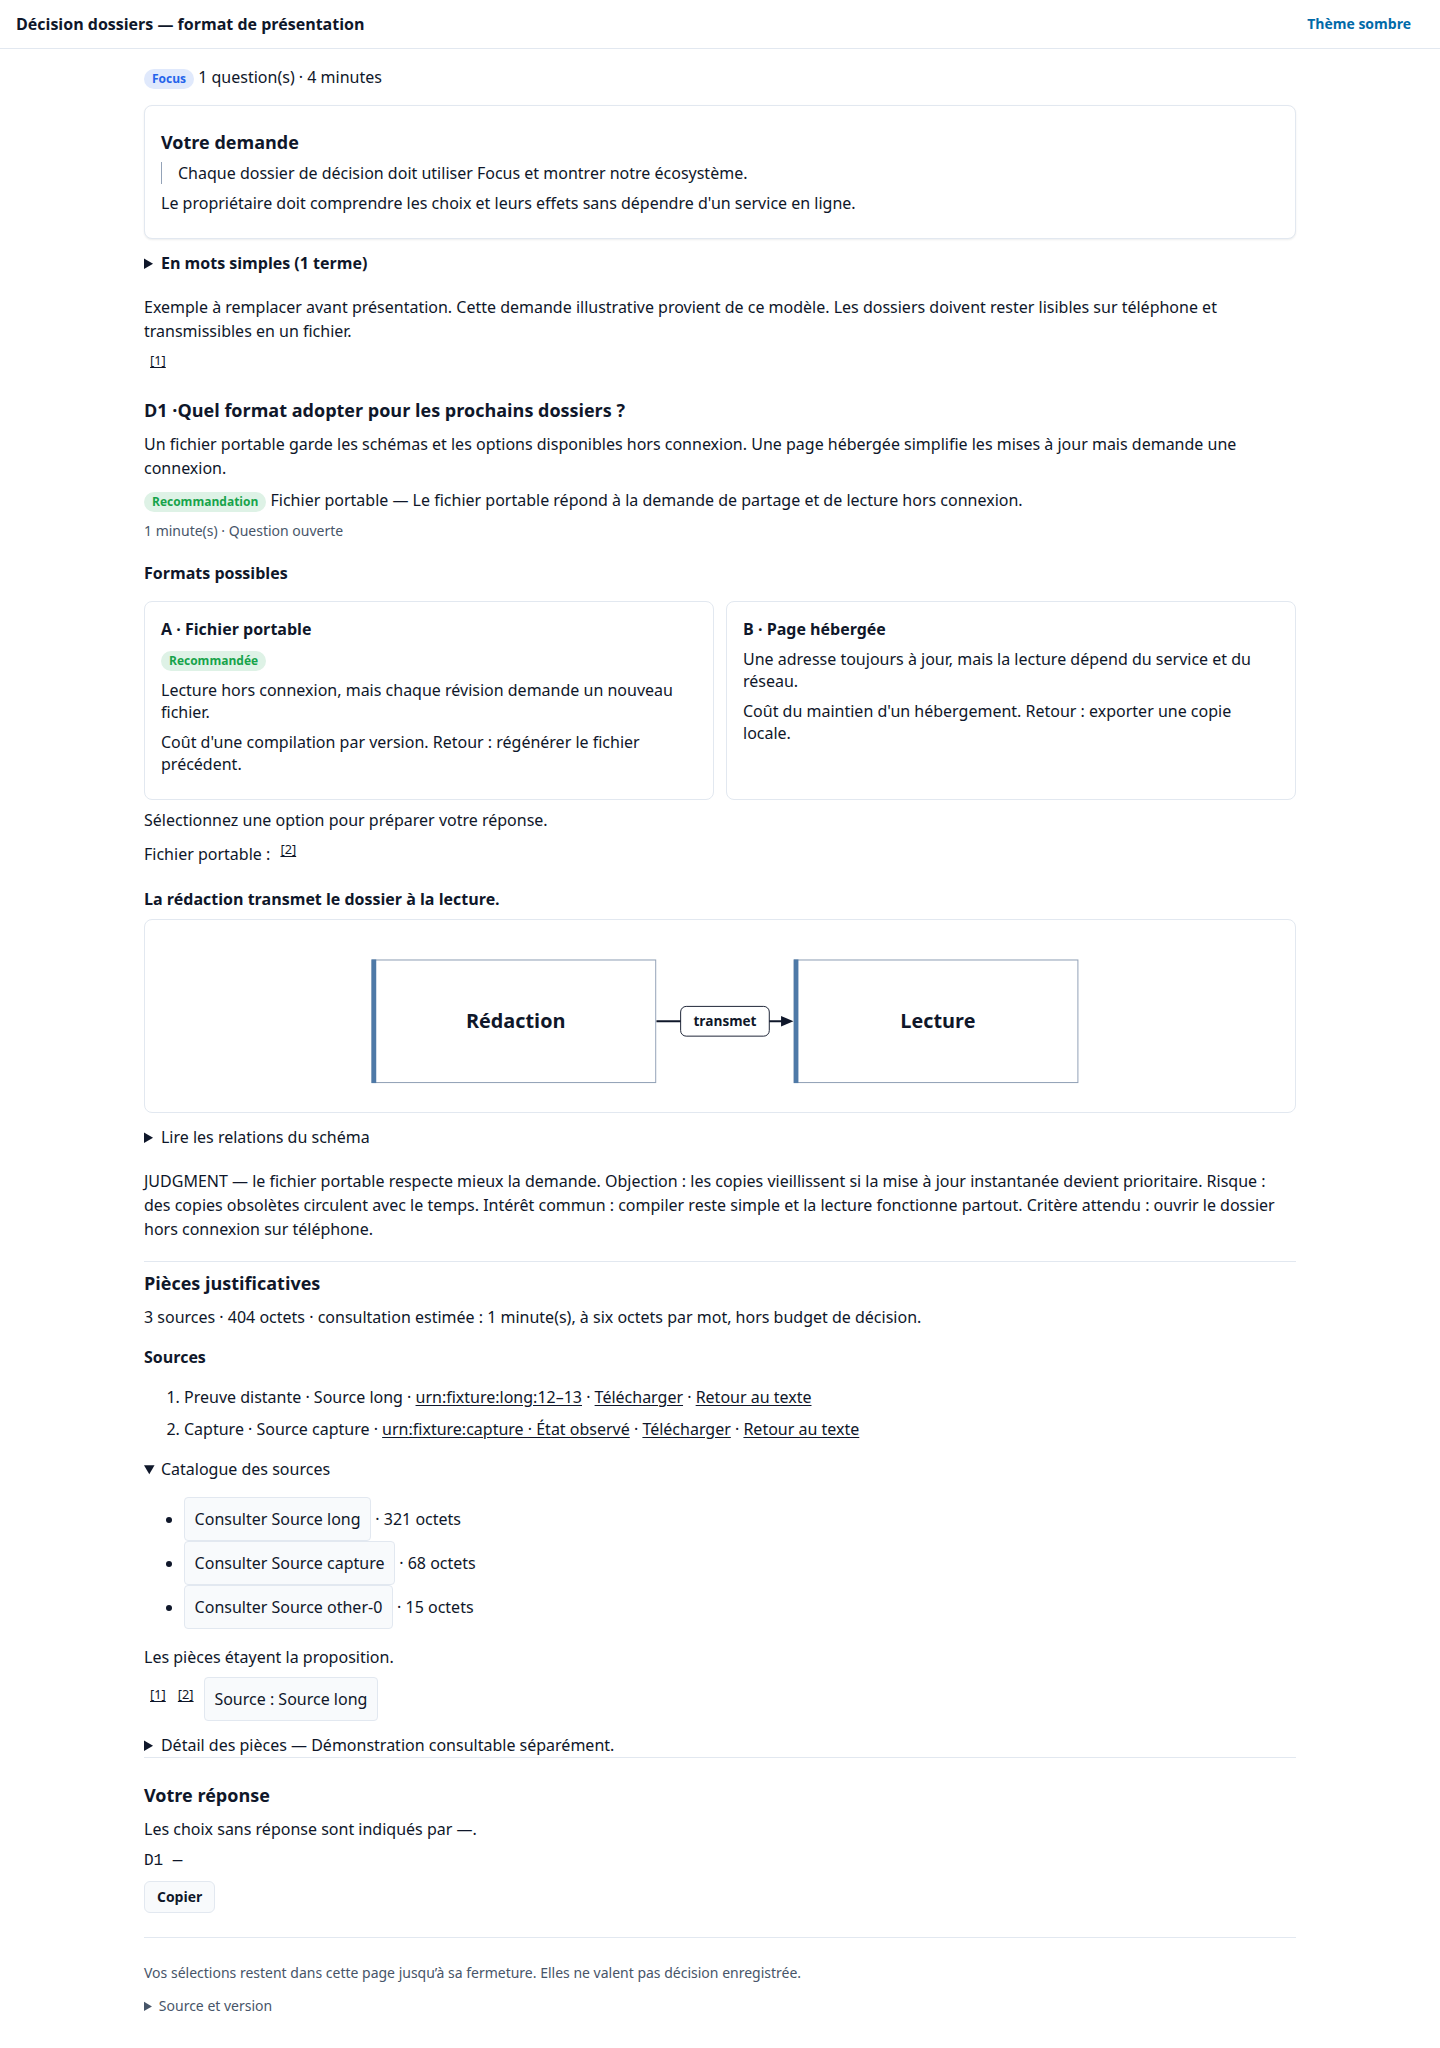 Décision dossiers — format de présentation
Thème sombre
Focus 1 question(s) · 4 minutes
Votre demande
Chaque dossier de décision doit utiliser Focus et montrer notre écosystème.
Le propriétaire doit comprendre les choix et leurs effets sans dépendre d'un service en ligne.
En mots simples (1 terme)
Exemple à remplacer avant présentation. Cette demande illustrative provient de ce modèle. Les dossiers doivent rester lisibles sur téléphone et
transmissibles en un fichier.
[1]
D1 ·Quel format adopter pour les prochains dossiers ?
Un fichier portable garde les schémas et les options disponibles hors connexion. Une page hébergée simplifie les mises à jour mais demande une
connexion.
Recommandation Fichier portable — Le fichier portable répond à la demande de partage et de lecture hors connexion.
1 minute(s) · Question ouverte
Formats possibles
A · Fichier portable
Recommandée
Lecture hors connexion, mais chaque révision demande un nouveau
fichier.
Coût d'une compilation par version. Retour : régénérer le fichier
précédent.
B · Page hébergée
Une adresse toujours à jour, mais la lecture dépend du service et du
réseau.
Coût du maintien d'un hébergement. Retour : exporter une copie
locale.
Sélectionnez une option pour préparer votre réponse.
Fichier portable : [2]
La rédaction transmet le dossier à la lecture.
Rédaction
transmet
Lecture
Lire les relations du schéma
JUDGMENT — le fichier portable respecte mieux la demande. Objection : les copies vieillissent si la mise à jour instantanée devient prioritaire. Risque :
des copies obsolètes circulent avec le temps. Intérêt commun : compiler reste simple et la lecture fonctionne partout. Critère attendu : ouvrir le dossier
hors connexion sur téléphone.
Pièces justificatives
3 sources · 404 octets · consultation estimée : 1 minute(s), à six octets par mot, hors budget de décision.
Sources
1. Preuve distante · Source long · urn:fixture:long:12–13 · Télécharger · Retour au texte
2. Capture · Source capture · urn:fixture:capture · État observé · Télécharger · Retour au texte
Catalogue des sources
Consulter Source long · 321 octets
Consulter Source capture · 68 octets
Consulter Source other-0 · 15 octets
Les pièces étayent la proposition.
[1] [2] Source : Source long
Détail des pièces — Démonstration consultable séparément.
Votre réponse
Les choix sans réponse sont indiqués par —.
D1 —
Copier
Vos sélections restent dans cette page jusqu’à sa fermeture. Elles ne valent pas décision enregistrée.
Source et version